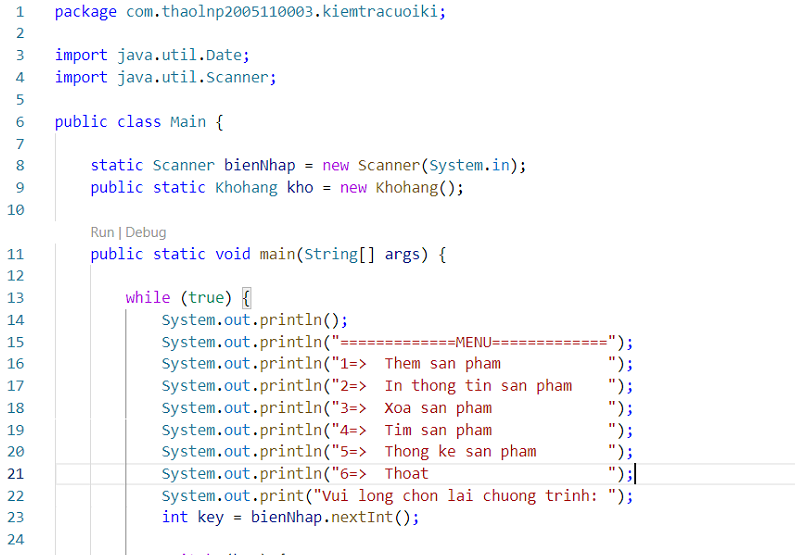 1 package com.thaolnp2005110003.kiemtracuoiki;
2
3 import java.util.Date;
4 import java.util.Scanner;
5
6 public class Main {
7
8 static Scanner bienNhap = new Scanner(System.in);
9 public static Khohang kho = new Khohang();
10
Run | Debug
11 public static void main(String[] args) {
12
13 while (true) {
14 System.out.println();
15 System.out.println("=============MENU=============");
16 System.out.println("1=>  Them san pham            ");
17 System.out.println("2=>  In thong tin san pham    ");
18 System.out.println("3=>  Xoa san pham             ");
19 System.out.println("4=>  Tim san pham             ");
20 System.out.println("5=>  Thong ke san pham        ");
21 System.out.println("6=>  Thoat                    ");
22 System.out.print("Vui long chon lai chuong trinh: ");
23 int key = bienNhap.nextInt();
24